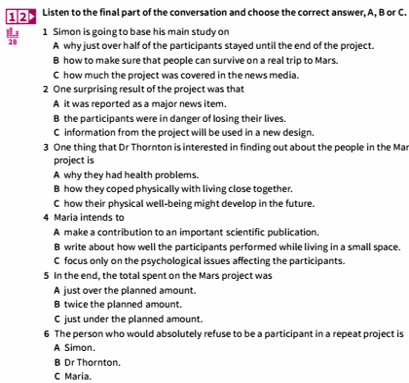 12 Listen to the final part of the conversation and choose the correct answer, A, B or C.
28
1 Simon is going to base his main study on
A why just over half of the participants stayed until the end of the project.
B how to make sure that people can survive on a real trip to Mars.
C how much the project was covered in the news media.
2 One surprising result of the project was that
A it was reported as a major news item.
B the participants were in danger of losing their lives.
C information from the project will be used in a new design.
3 One thing that Dr Thornton is interested in finding out about the people in the Mar
project is
A why they had health problems.
B how they coped physically with living close together.
C how their physical well-being might develop in the future.
4 Maria intends to
A make a contribution to an important scientific publication.
B write about how well the participants performed while living in a small space.
C focus only on the psychological issues affecting the participants.
5 In the end, the total spent on the Mars project was
A just over the planned amount.
B twice the planned amount.
C just under the planned amount.
6 The person who would absolutely refuse to be a participant in a repeat project is
A Simon.
B Dr Thornton.
C Maria.